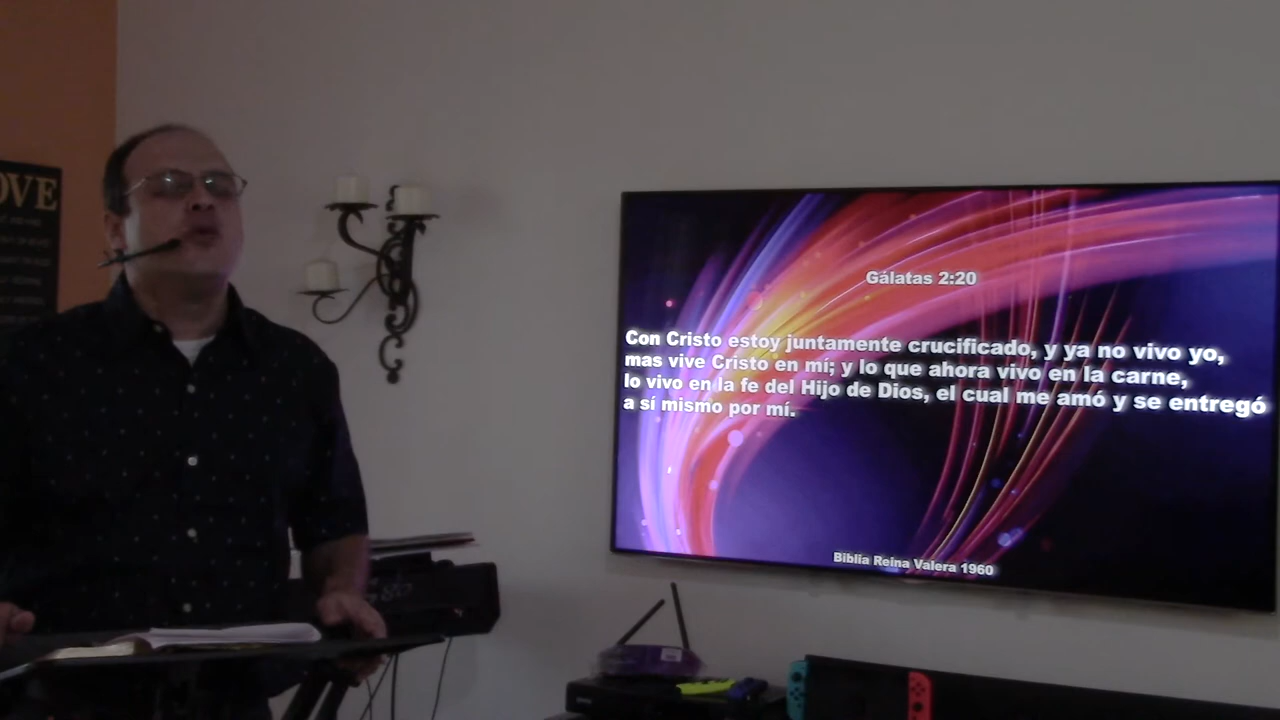 OVE
Gálatas 2:20
Con Cristo estoy juntamente crucificado, y ya no vivo yo,
mas vive Cristo en mí; y lo que ahora vivo en la carne,
lo vivo en la fe del Hijo de Dios, el cual me amó y se entregó
a sí mismo por mí.
Biblia Reina Valera 1960